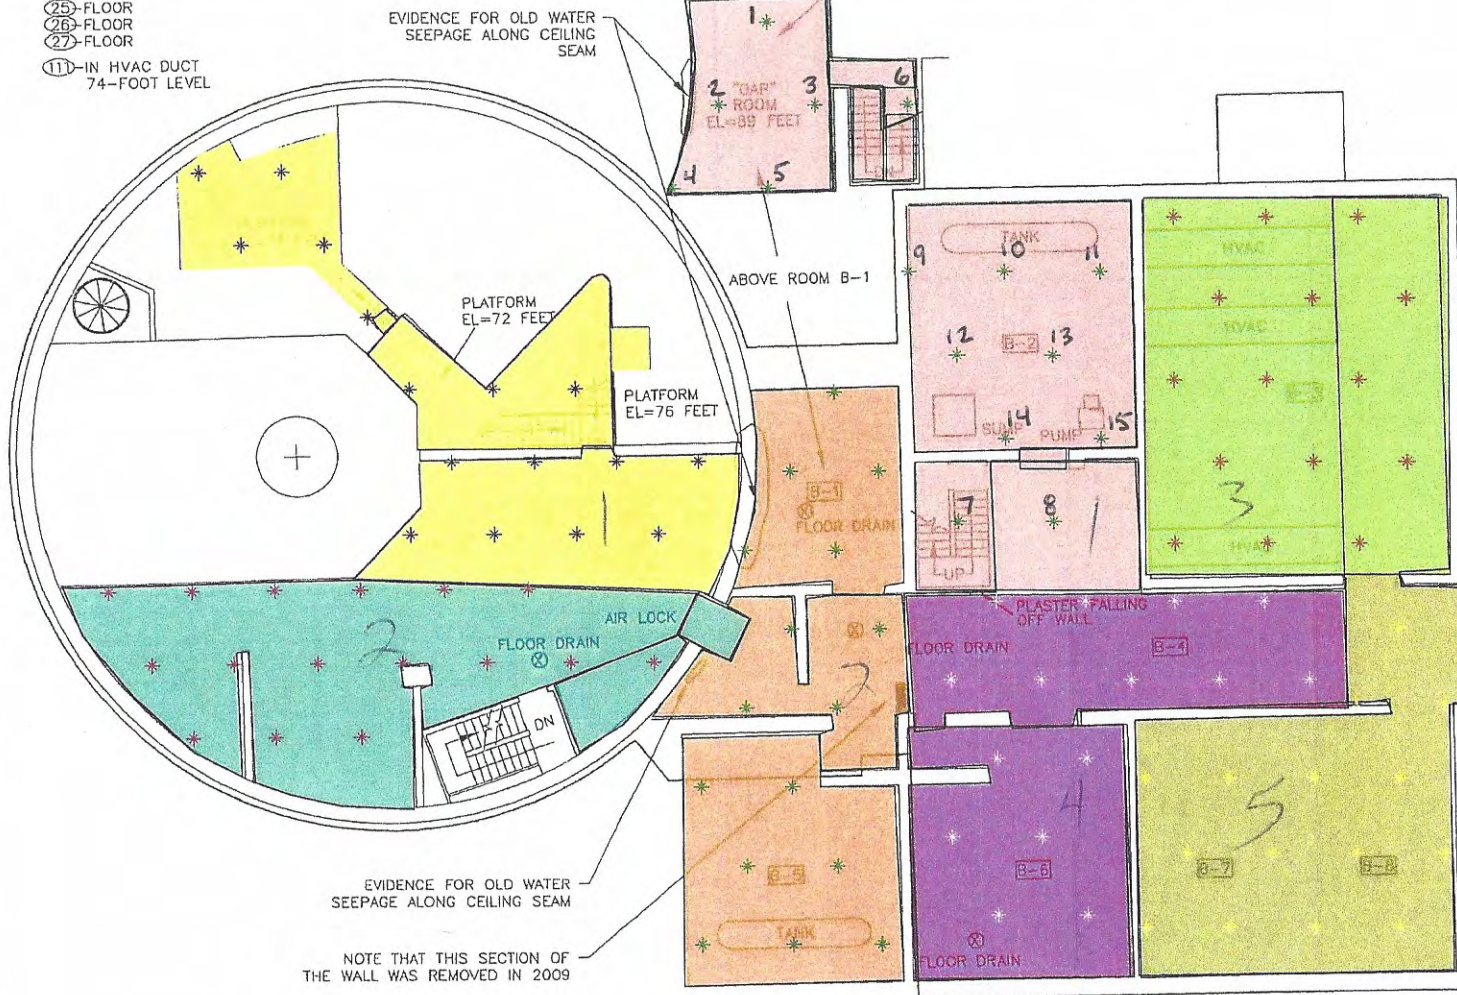 (25)-FLOOR
(26)-FLOOR
(27)-FLOOR
(111)-IN HVAC DUCT
74-FOOT LEVEL
EVIDENCE FOR OLD WATER
SEEPAGE ALONG CEILING
SEAM
1
2
"OAR"
ROOM
EL=89 FEET
3
6
DN
4
5
ABOVE ROOM B-1
TANK
9
10
11
12
B-2
13
SUMP
14
PUMP
15
7
UP
8
1
HVAC
HVAC
3
HVAC
PLATFORM
EL=72 FEET
PLATFORM
EL=76 FEET
1
B-1
FLOOR DRAIN
AIR LOCK
2
FLOOR DRAIN
DN
2
PLASTER FALLING
OFF WALL
FLOOR DRAIN
B-4
4
B-6
FLOOR DRAIN
5
B-7
B-8
B-5
TANK
EVIDENCE FOR OLD WATER
SEEPAGE ALONG CEILING SEAM
NOTE THAT THIS SECTION OF
THE WALL WAS REMOVED IN 2009